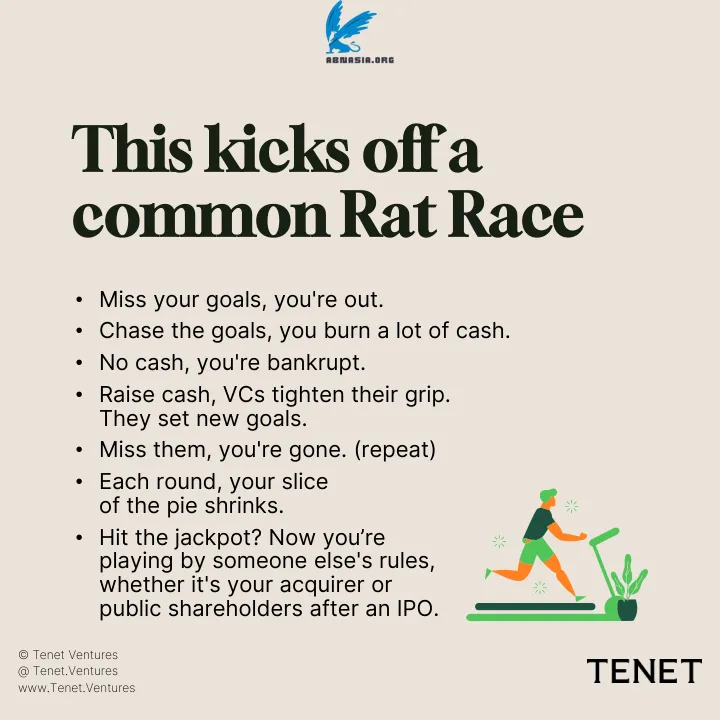 ABNASIA.ORG
This kicks off a
common Rat Race
• Miss your goals, you're out.
• Chase the goals, you burn a lot of cash.
• No cash, you're bankrupt.
• Raise cash, VCs tighten their grip.
They set new goals.
• Miss them, you're gone. (repeat)
• Each round, your slice
of the pie shrinks.
• Hit the jackpot? Now you’re
playing by someone else's rules,
whether it's your acquirer or
public shareholders after an IPO.
© Tenet Ventures
@ Tenet.Ventures
www.Tenet.Ventures
TENET